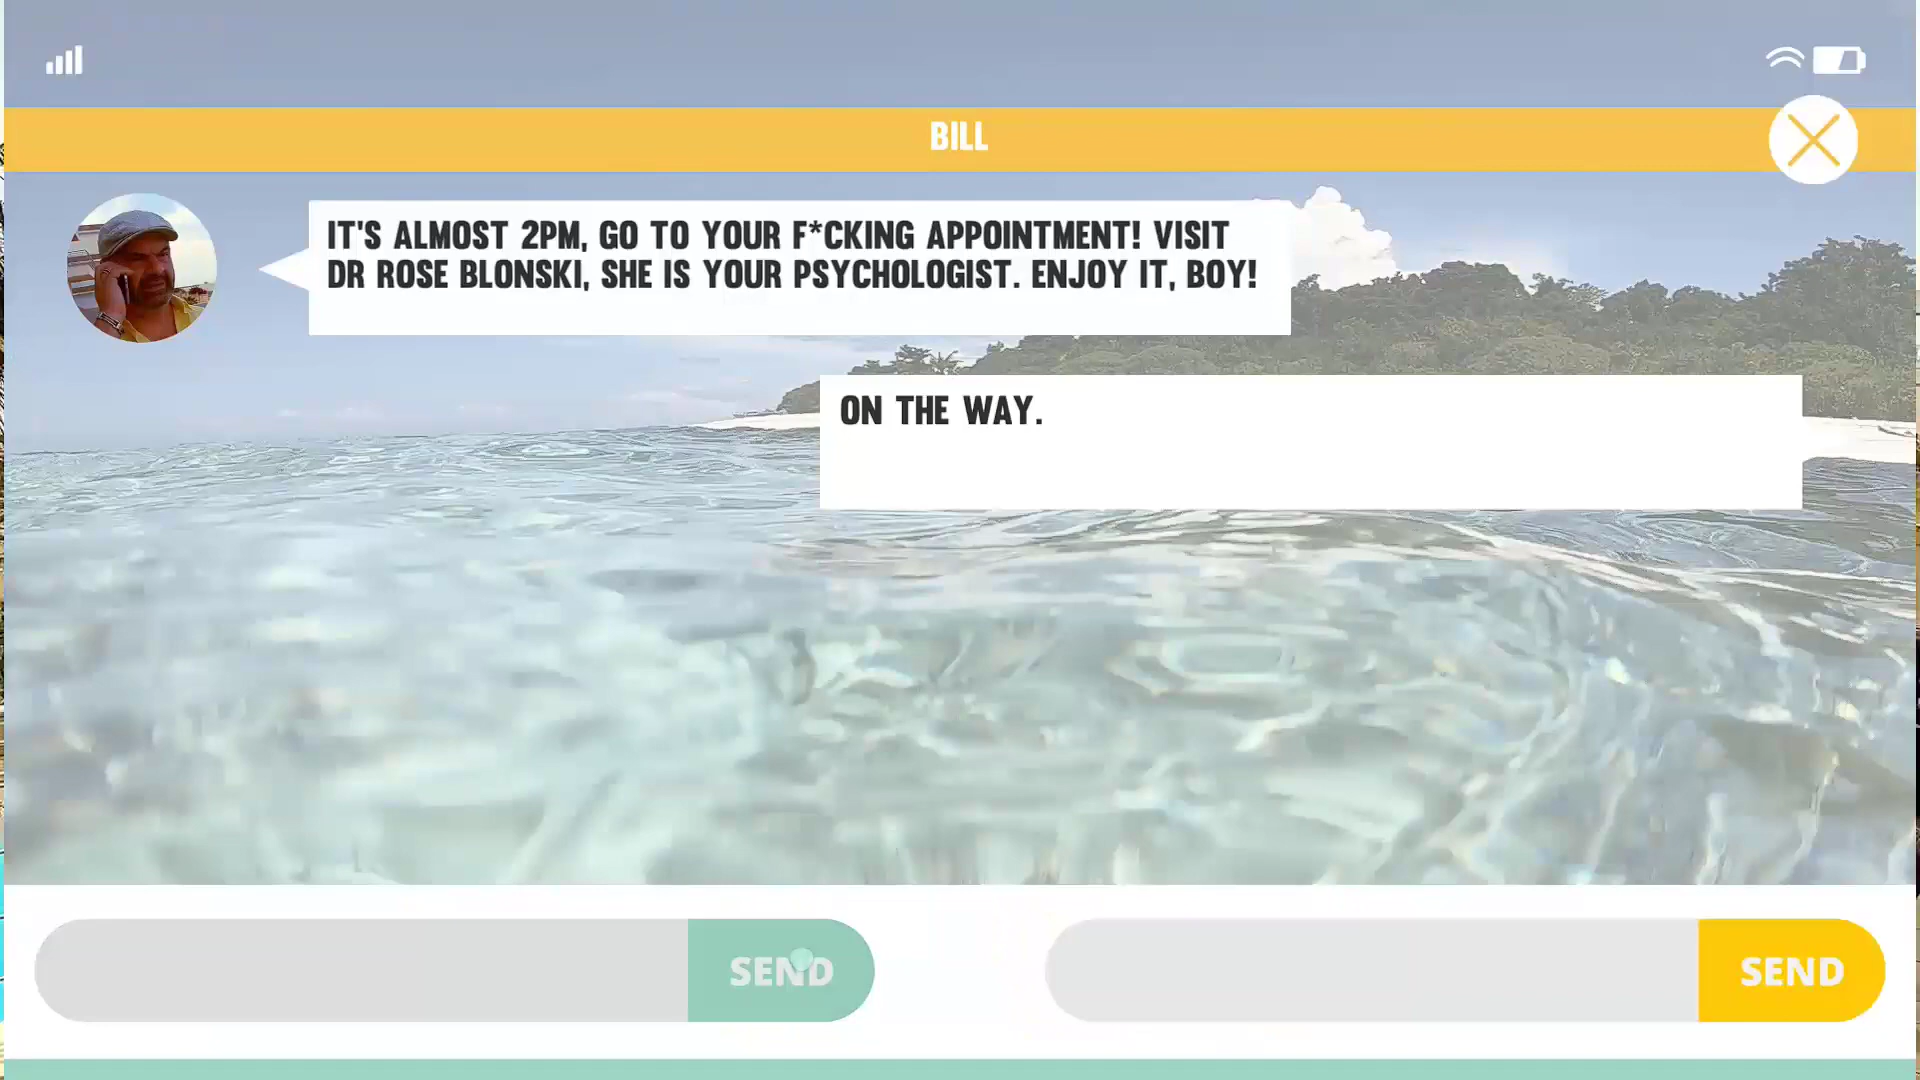 BILL
IT'S ALMOST 2PM, GO TO YOUR F*CKING APPOINTMENT! VISIT
DR ROSE BLONSKI, SHE IS YOUR PSYCHOLOGIST. ENJOY IT, BOY!
ON THE WAY.
SEND
SEND